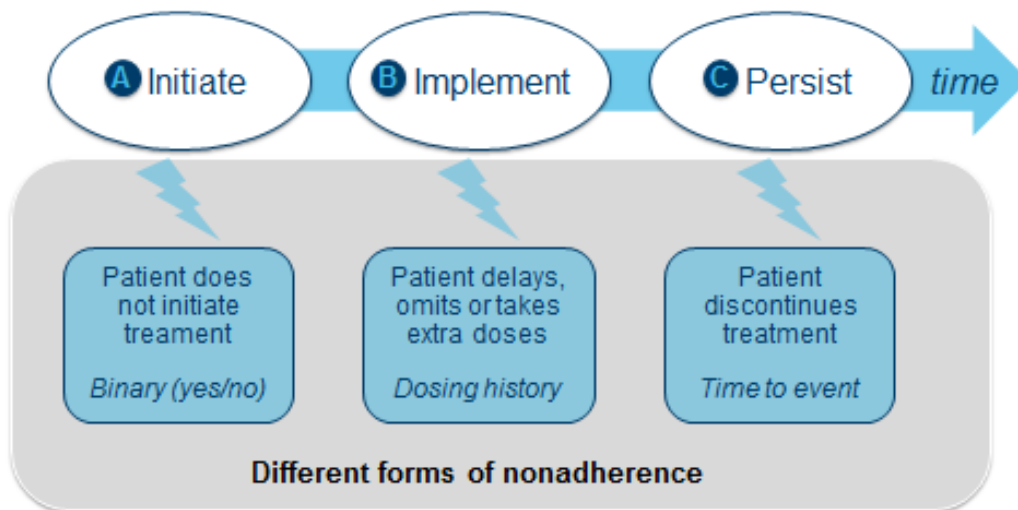 A Initiate
B Implement
C Persist
time
Patient does
not initiate
treament
Binary (yes/no)
Patient delays,
omits or takes
extra doses
Dosing history
Patient
discontinues
treatment
Time to event
Different forms of nonadherence